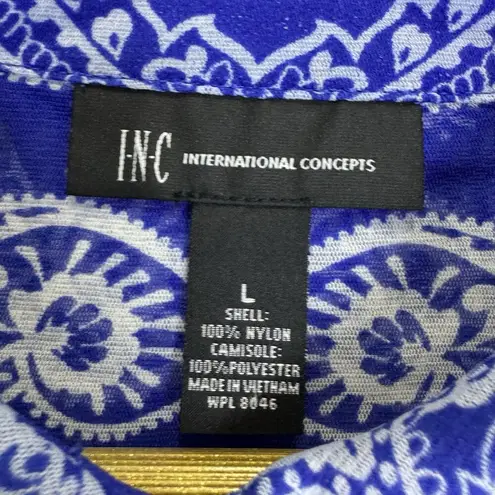 I·N·C INTERNATIONAL CONCEPTS
L
SHELL:
100% NYLON
CAMISOLE:
100%POLYESTER
MADE IN VIETNAM
WPL 8046